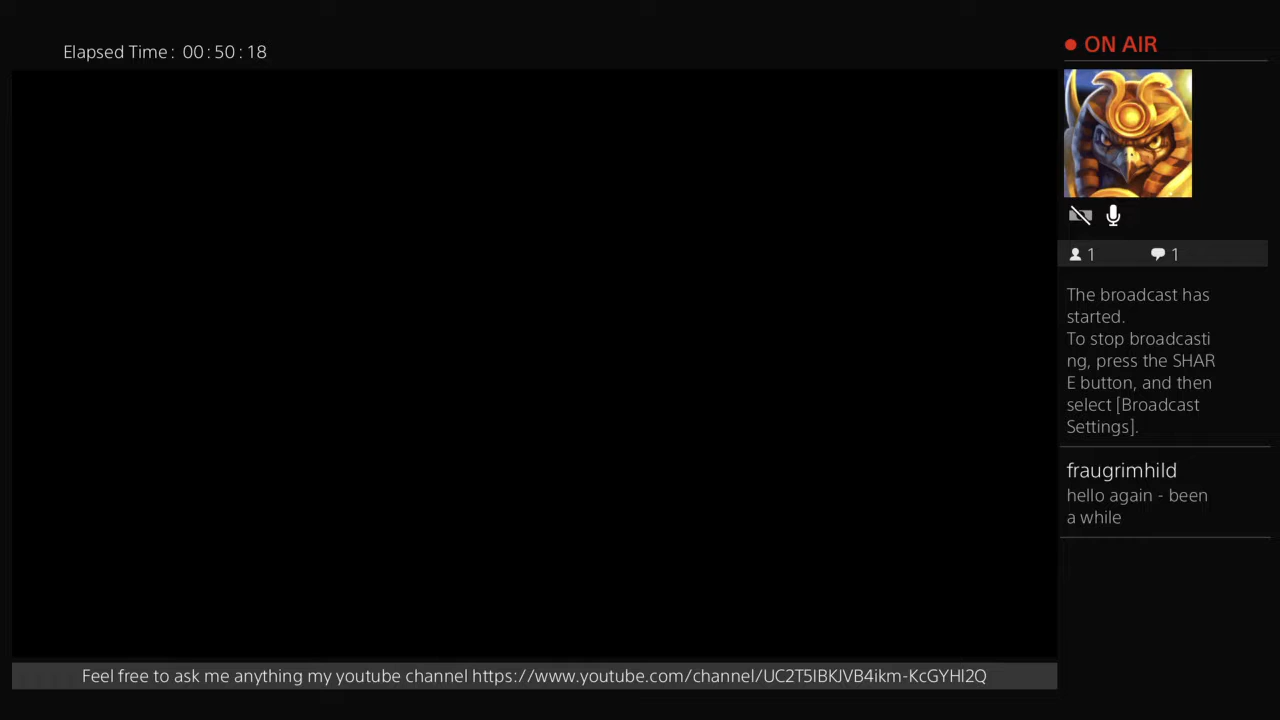 Elapsed Time: 00:50:18
ON AIR
1 1
The broadcast has
started.
To stop broadcasti
ng, press the SHAR
E button, and then
select [Broadcast
Settings].
fraugrimhild
hello again - been
a while
Feel free to ask me anything my youtube channel https://www.youtube.com/channel/UC2T5IBKJVB4ikm-KcGYHI2Q